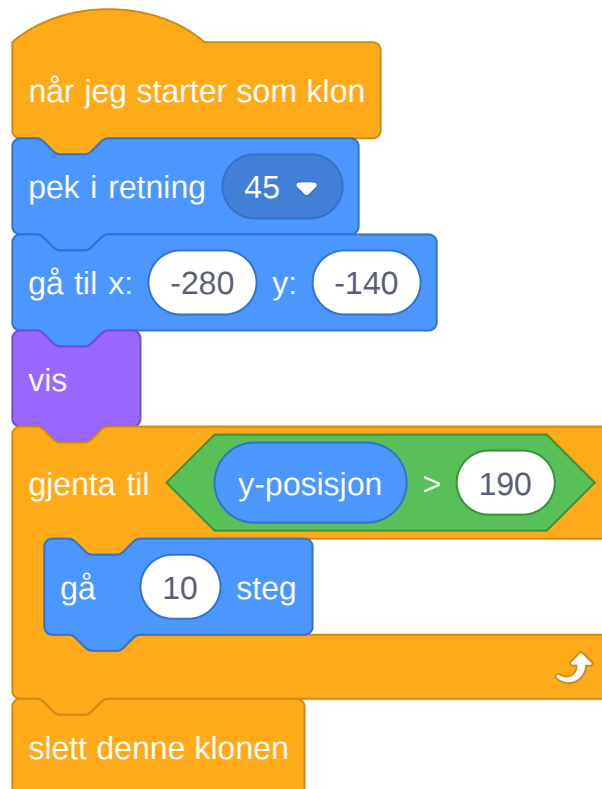 når jeg starter som klon
pek i retning 45
gå til x: -280 y: -140
vis
gjenta til y-posisjon > 190
gå 10 steg
slett denne klonen